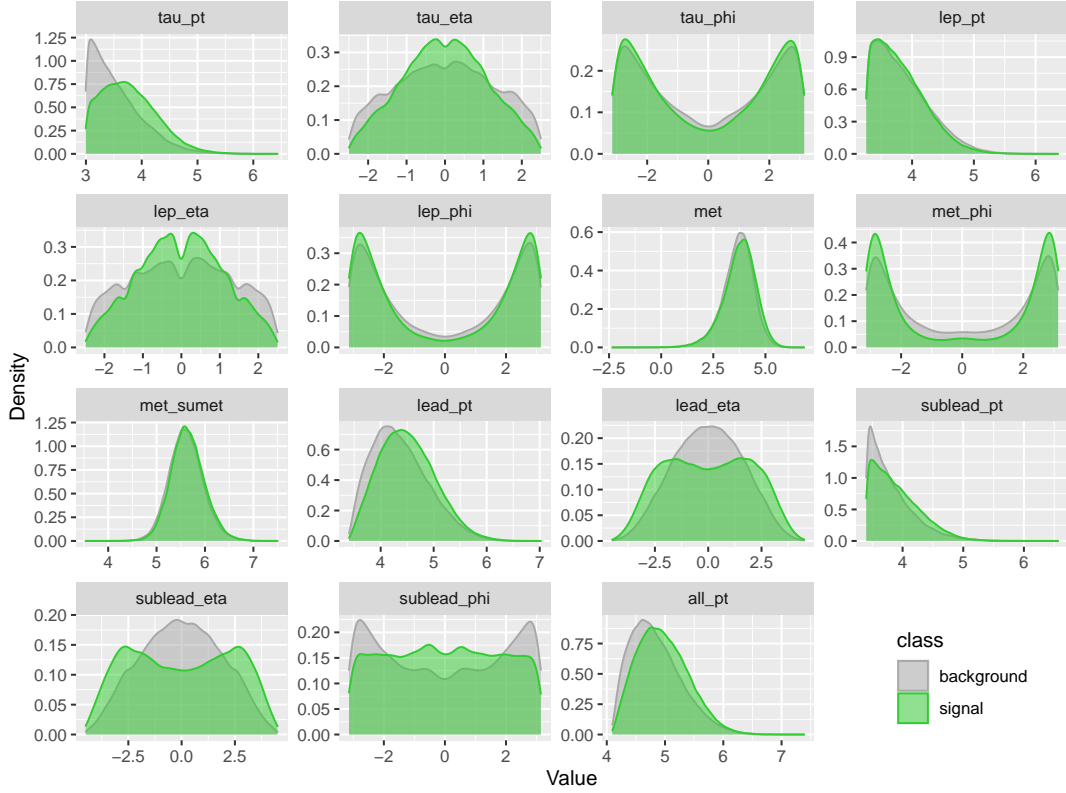 tau_pt
tau_eta
tau_phi
lep_pt
1.25
1.00
0.75
0.50
0.25
0.00
3 4 5 6
0.3
0.2
0.1
0.0
−2 −1 0 1 2
0.2
0.1
0.0
−2 0 2
0.9
0.6
0.3
0.0
4 5 6
lep_eta
lep_phi
met
met_phi
0.3
0.2
0.1
0.0
−2 −1 0 1 2
0.3
0.2
0.1
0.0
−2 0 2
0.6
0.4
0.2
0.0
−2.5 0.0 2.5 5.0
0.4
0.3
0.2
0.1
0.0
−2 0 2
Density
met_sumet
lead_pt
lead_eta
sublead_pt
1.25
1.00
0.75
0.50
0.25
0.00
4 5 6 7
0.6
0.4
0.2
0.0
4 5 6 7
0.20
0.15
0.10
0.05
0.00
−2.5 0.0 2.5
1.5
1.0
0.5
0.0
4 5 6
sublead_eta
sublead_phi
all_pt
0.20
0.15
0.10
0.05
0.00
−2.5 0.0 2.5
0.20
0.15
0.10
0.05
0.00
−2 0 2
0.75
0.50
0.25
0.00
4 5 6 7
class
background
signal
Value